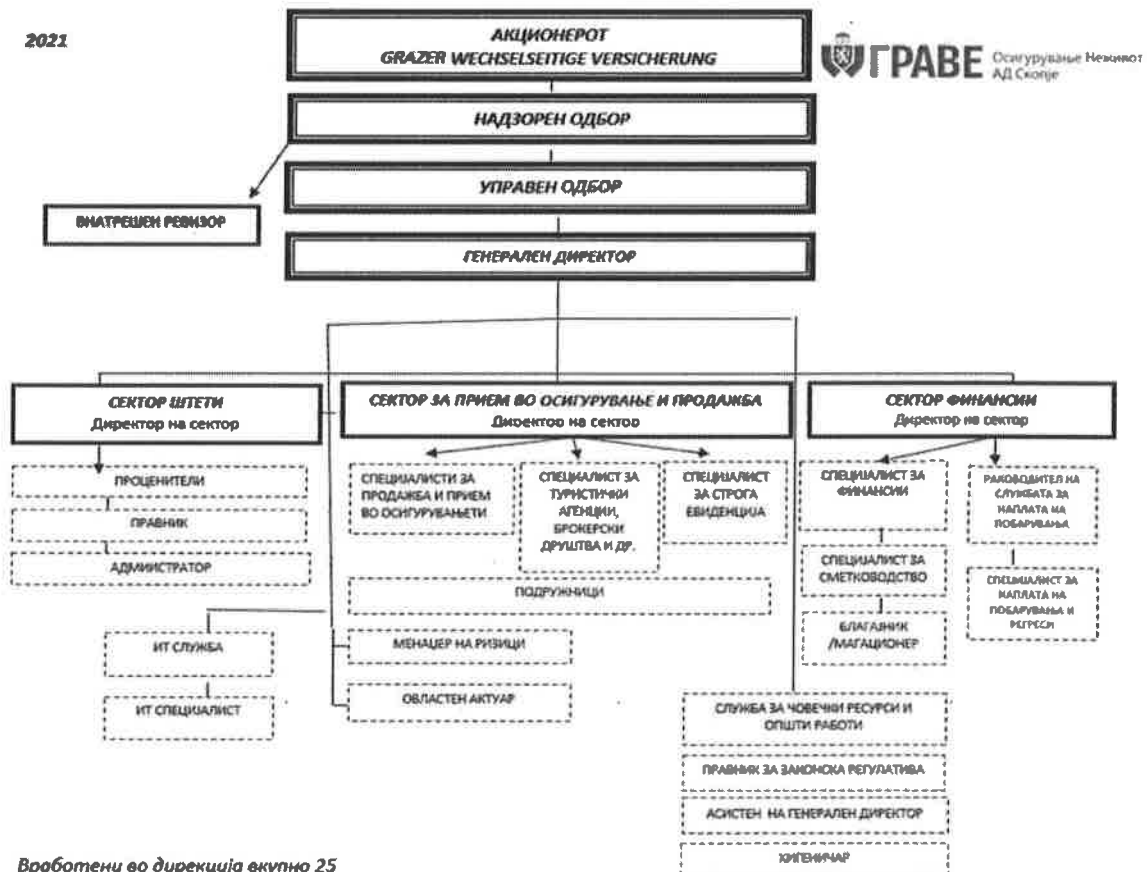 2021
АКЦИОНЕРОТ
GRAZER WECHSELSEITIGE VERSICHERUNG
ГРАВЕ
Осигурување Неживот
АД Скопје
НАДЗОРЕН ОДБОР
УПРАВЕН ОДБОР
ВНАТРЕШЕН РЕВИЗОР
ГЕНЕРАЛЕН ДИРЕКТОР
СЕКТОР ШТЕТИ
Директор на сектор
СЕКТОР ЗА ПРИЕМ ВО ОСИГУРУВАЊЕ И ПРОДАЖБА
Директор на сектор
СЕКТОР ФИНАНСИИ
Директор на сектор
ПРОЦЕНИТЕЛИ
ПРАВНИК
АДМИИСТРАТОР
СПЕЦИЈАЛИСТИ ЗА
ПРОДАЖБА И ПРИЕМ
ВО ОСИГУРУВАЊЕТИ
СПЕЦИЈАЛИСТ ЗА
ТУРИСТИЧКИ
АГЕНЦИИ,
БРОКЕРСКИ
ДРУШТВА И ДР.
СПЕЦИЈАЛИСТ
ЗА СТРОГА
ЕВИДЕНЦИЈА
СПЕЦИЈАЛИСТ ЗА
ФИНАНСИИ
РАКОВОДИТЕЛ НА
СЛУЖБАТА ЗА
НАПЛАТА НА
ПОБАРУВАЊА
СПЕЦИЈАЛИСТ ЗА
СМЕТКОВОДСТВО
СПЕЦИЈАЛИСТ ЗА
НАПЛАТА НА
ПОБАРУВАЊА И
РЕГРЕСИ
БЛАГАЈНИК
/МАГАЦИОНЕР
ПОДРУЖНИЦИ
ИТ СЛУЖБА
МЕНАЏЕР НА РИЗИЦИ
ИТ СПЕЦИЈАЛИСТ
ОВЛАСТЕН АКТУАР
СЛУЖБА ЗА ЧОВЕЧКИ РЕСУРСИ И
ОПШТИ РАБОТИ
ПРАВНИК ЗА ЗАКОНСКА РЕГУЛАТИВА
АСИСТЕН НА ГЕНЕРАЛЕН ДИРЕКТОР
ХИГЕНИЧАР
Вработени во дирекција вкупно 25